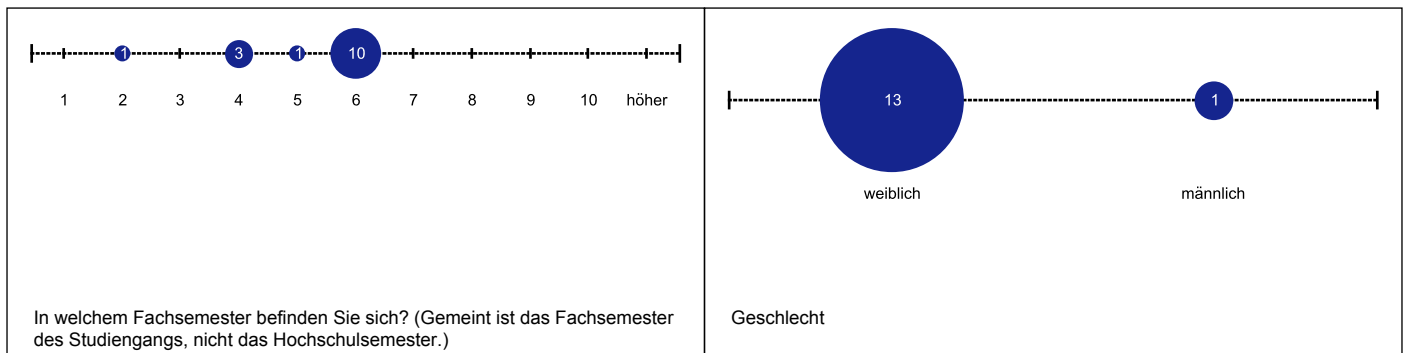 1 3 1 10
1 2 3 4 5 6 7 8 9 10 höher
In welchem Fachsemester befinden Sie sich? (Gemeint ist das Fachsemester
des Studiengangs, nicht das Hochschulsemester.)
13 1
weiblich männlich
Geschlecht